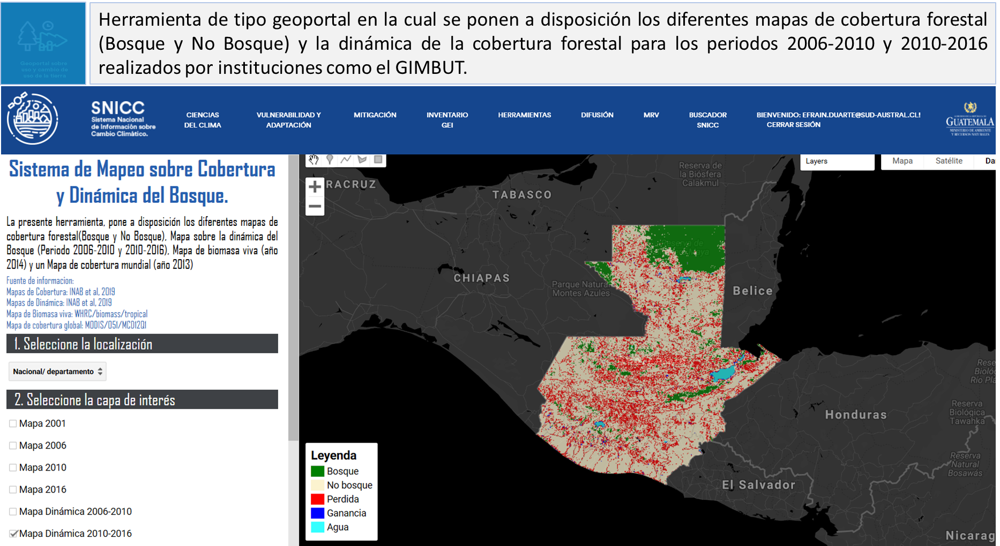 Herramienta de tipo geoportal en la cual se ponen a disposición los diferentes mapas de cobertura forestal
(Bosque y No Bosque) y la dinámica de la cobertura forestal para los periodos 2006-2010 y 2010-2016
realizados por instituciones como el GIMBUT.
Geoportal sobre
uso y cambio de
uso de la tierra
SNICC
Sistema Nacional
de Información sobre
Cambio Climático.
CIENCIAS
DEL CLIMA
VULNERABILIDAD Y
ADAPTACIÓN
MITIGACIÓN
INVENTARIO
GEI
HERRAMIENTAS
DIFUSIÓN
MRV
BUSCADOR
SNICC
BIENVENIDO: EFRAIN.DUARTE@SUD-AUSTRAL.CL!
CERRAR SESIÓN
GUATEMALA
MINISTERIO DE AMBIENTE
Y RECURSOS NATURALES
Sistema de Mapeo sobre Cobertura
y Dinámica del Bosque.
La presente herramienta, pone a disposición los diferentes mapas de
cobertura forestal(Bosque y No Bosque), Mapa sobre la dinámica del
Bosque (Periodo 2006-2010 y 2010-2016), Mapa de biomasa viva (año
2014) y un Mapa de cobertura mundial (año 2013)
Fuente de informacion:
Mapas de Cobertura: INAB et al, 2019
Mapas de Dinámica: INAB et al, 2019
Mapa de Biomasa viva: WHRC/biomass/tropical
Mapa de cobertura global: MODIS/051/MCD12Q1
1. Seleccione la localización
Nacional/ departamento
2. Seleccione la capa de interés
Mapa 2001
Mapa 2006
Mapa 2010
Mapa 2016
Mapa Dinámica 2006-2010
Mapa Dinámica 2010-2016
Layers
Mapa
Satélite
Da
RACRUZ
TABASCO
Reserva de
la Biósfera
Calakmul
CHIAPAS
Parque Natural
Montes Azules
Reserva de
Maya
Belice
Rese
Bioló
Río Plá
Reserva
Biológica
Tawahka
Honduras
Reserva
Natural
Bosawás
El Salvador
Nicarag
Leyenda
Bosque
No bosque
Perdida
Ganancia
Agua